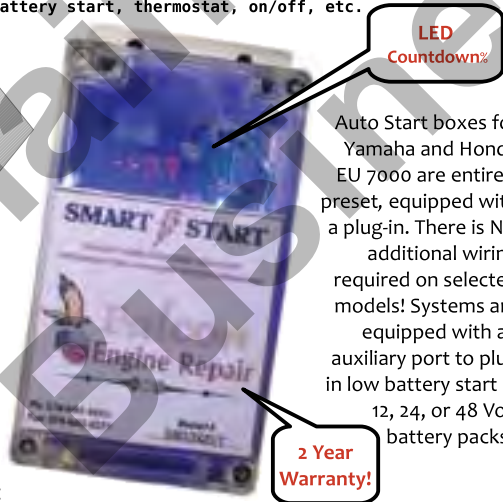 attery start, thermostat, on/off, etc.
LED
Countdown%
Auto Start boxes fo
Yamaha and Hond
EU 7000 are entire
preset, equipped wit
a plug-in. There is N
additional wirin
required on selecte
models! Systems ar
equipped with a
auxiliary port to plu
in low battery start
12, 24, or 48 Vo
battery packs
SMART START
Engine Repair
2 Year
Warranty!
Busine